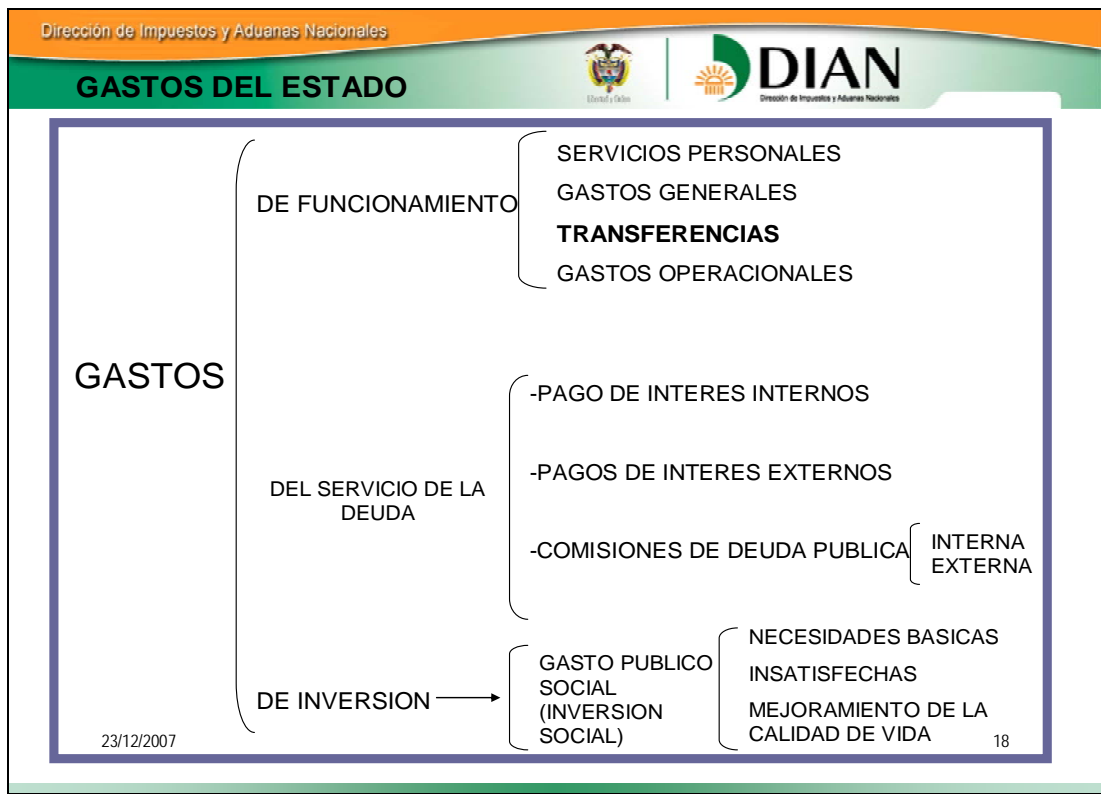 Dirección de Impuestos y Aduanas Nacionales
GASTOS DEL ESTADO
Libertad y Orden
DIAN
Dirección de Impuestos y Aduanas Nacionales
GASTOS
DE FUNCIONAMIENTO
SERVICIOS PERSONALES
GASTOS GENERALES
TRANSFERENCIAS
GASTOS OPERACIONALES
DEL SERVICIO DE LA
DEUDA
-PAGO DE INTERES INTERNOS
-PAGOS DE INTERES EXTERNOS
-COMISIONES DE DEUDA PUBLICA
INTERNA
EXTERNA
DE INVERSION
GASTO PUBLICO
SOCIAL
(INVERSION
SOCIAL)
NECESIDADES BASICAS
INSATISFECHAS
MEJORAMIENTO DE LA
CALIDAD DE VIDA
23/12/2007
18